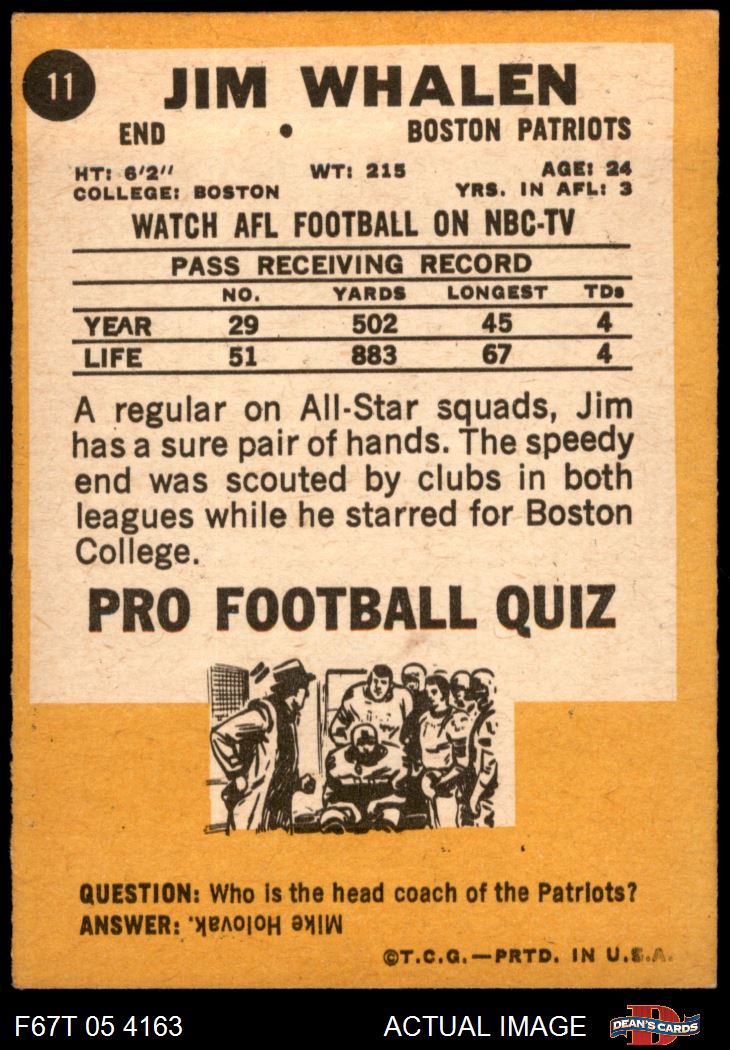 11
JIM WHALEN
END • BOSTON PATRIOTS
HT: 6'2" WT: 215 AGE: 24
COLLEGE: BOSTON YRS. IN AFL: 3
WATCH AFL FOOTBALL ON NBC-TV
PASS RECEIVING RECORD
NO. YARDS LONGEST TDs
YEAR 29 502 45 4
LIFE 51 883 67 4
A regular on All-Star squads, Jim
has a sure pair of hands. The speedy
end was scouted by clubs in both
leagues while he starred for Boston
College.
PRO FOOTBALL QUIZ
QUESTION: Who is the head coach of the Patriots?
ANSWER: Mike Holovak.
©T.C.G.—PRTD. IN U.S.A.
F67T 05 4163 ACTUAL IMAGE D DEAN'S CARDS